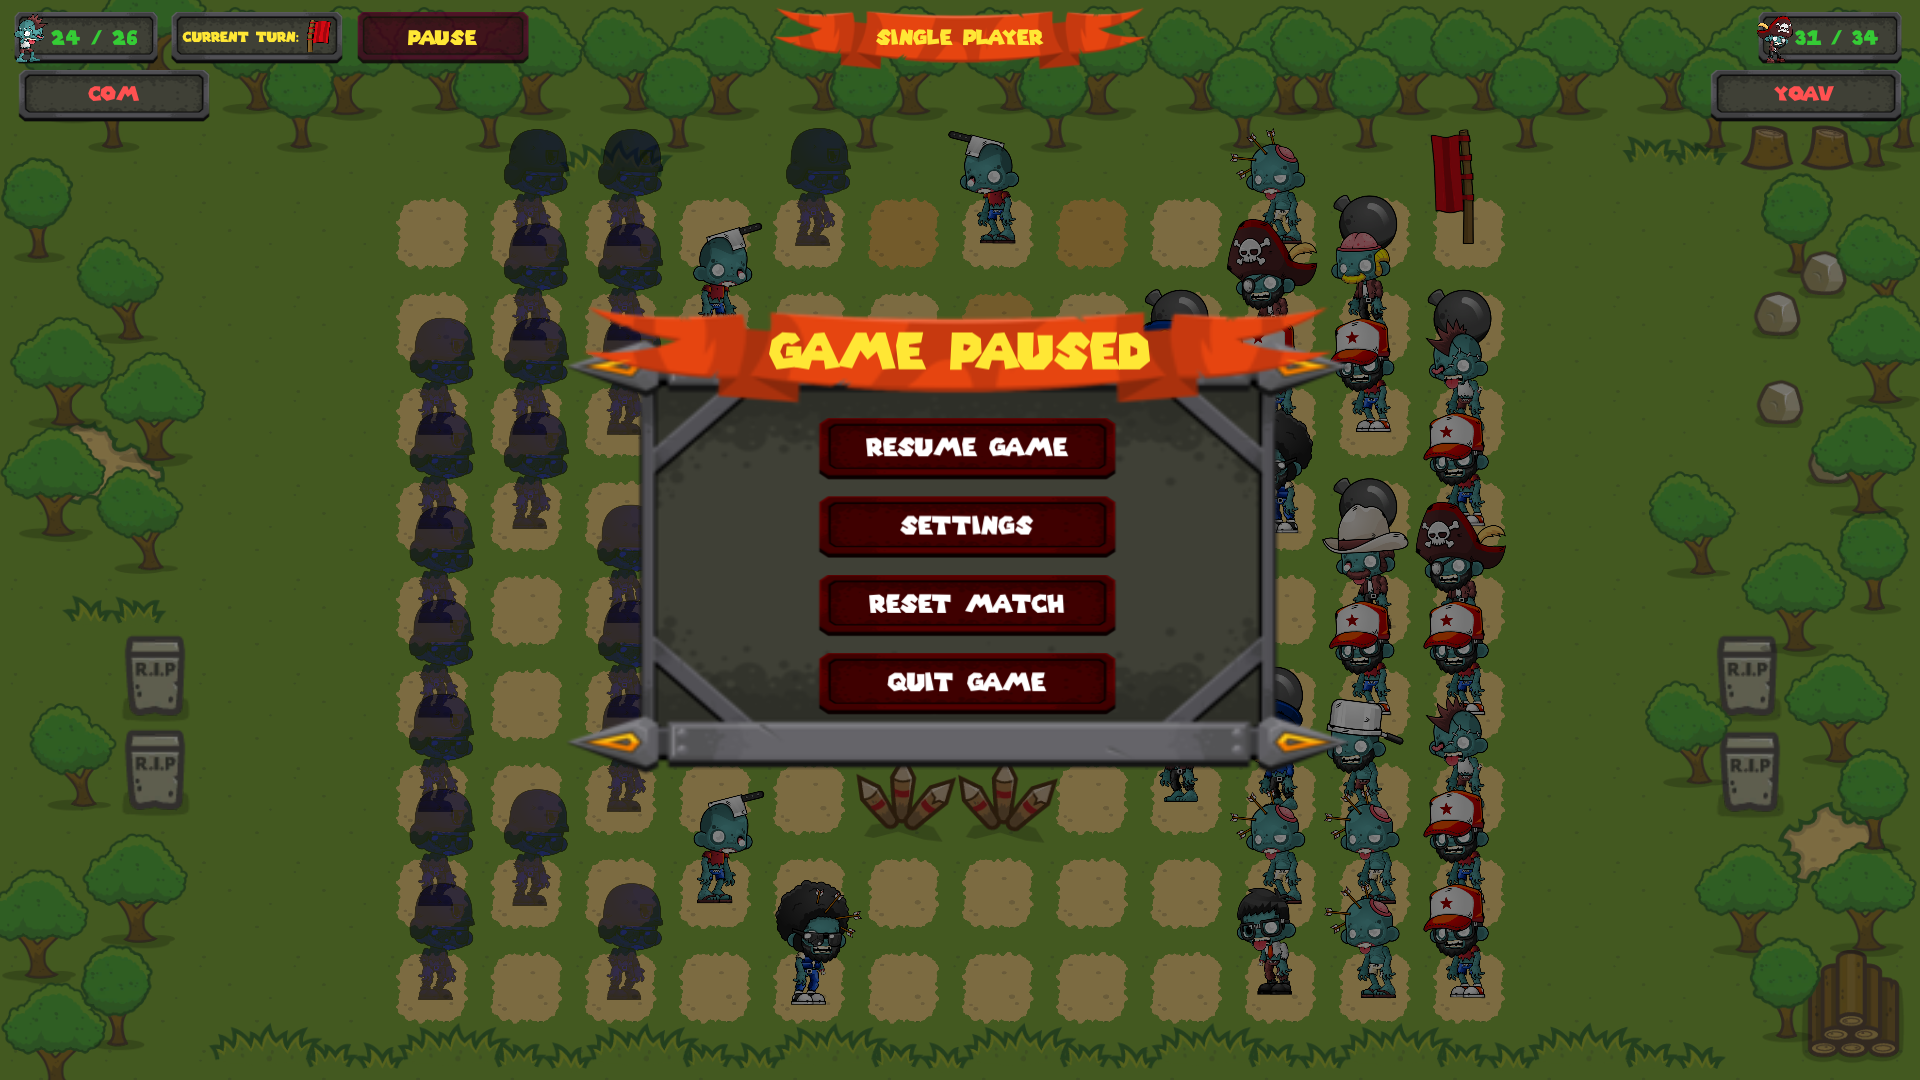 24 / 26
CURRENT TURN:
PAUSE
SINGLE PLAYER
31 / 34
COM
YQAV
GAME PAUSED
RESUME GAME
SETTINGS
RESET MATCH
QUIT GAME
R.I.P
R.I.P
R.I.P
R.I.P